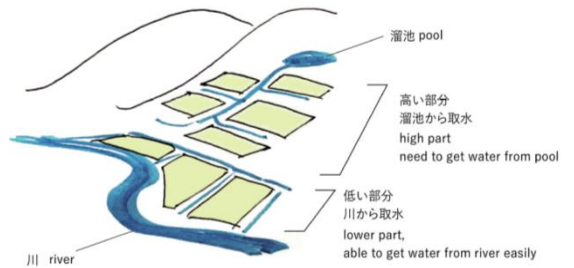 溜池 pool
高い部分
溜池から取水
high part
need to get water from pool
低い部分
川から取水
lower part,
able to get water from river easily
川 river